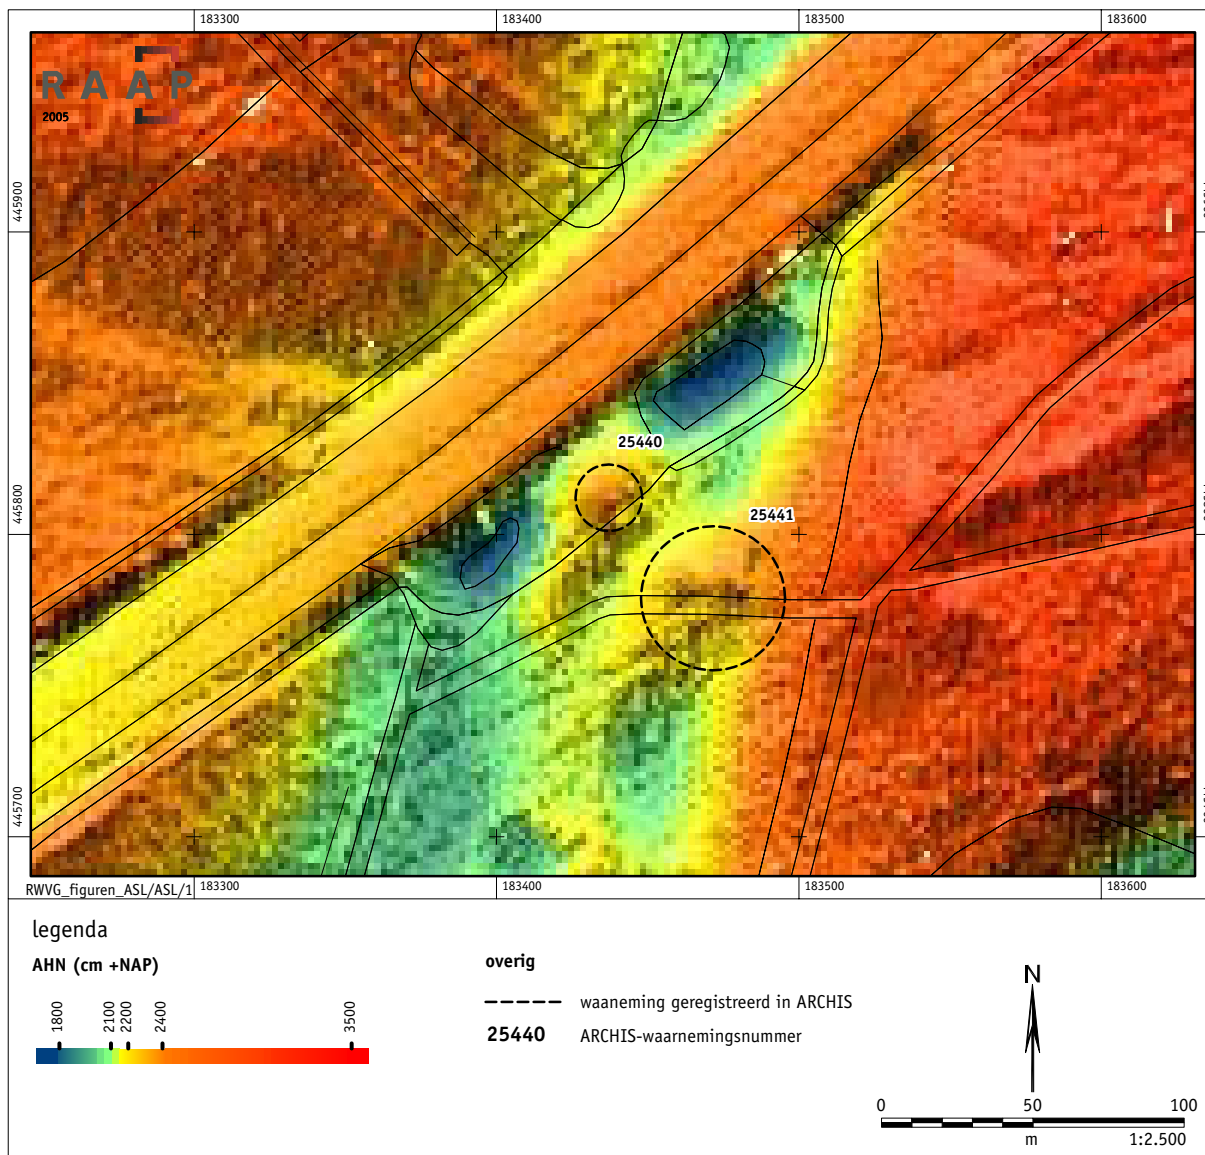 183300 183400 183500 183600
RAAP
2005
445900
25440
445800
25441
445700
RWVG_figuren_ASL/ASL/1
183300 183400 183500 183600
legenda
AHN (cm +NAP)
1800 2100 2200 2400 3500
overig
waaneming geregistreerd in ARCHIS
25440 ARCHIS-waarnemingsnummer
N
0 50 100
m 1:2.500